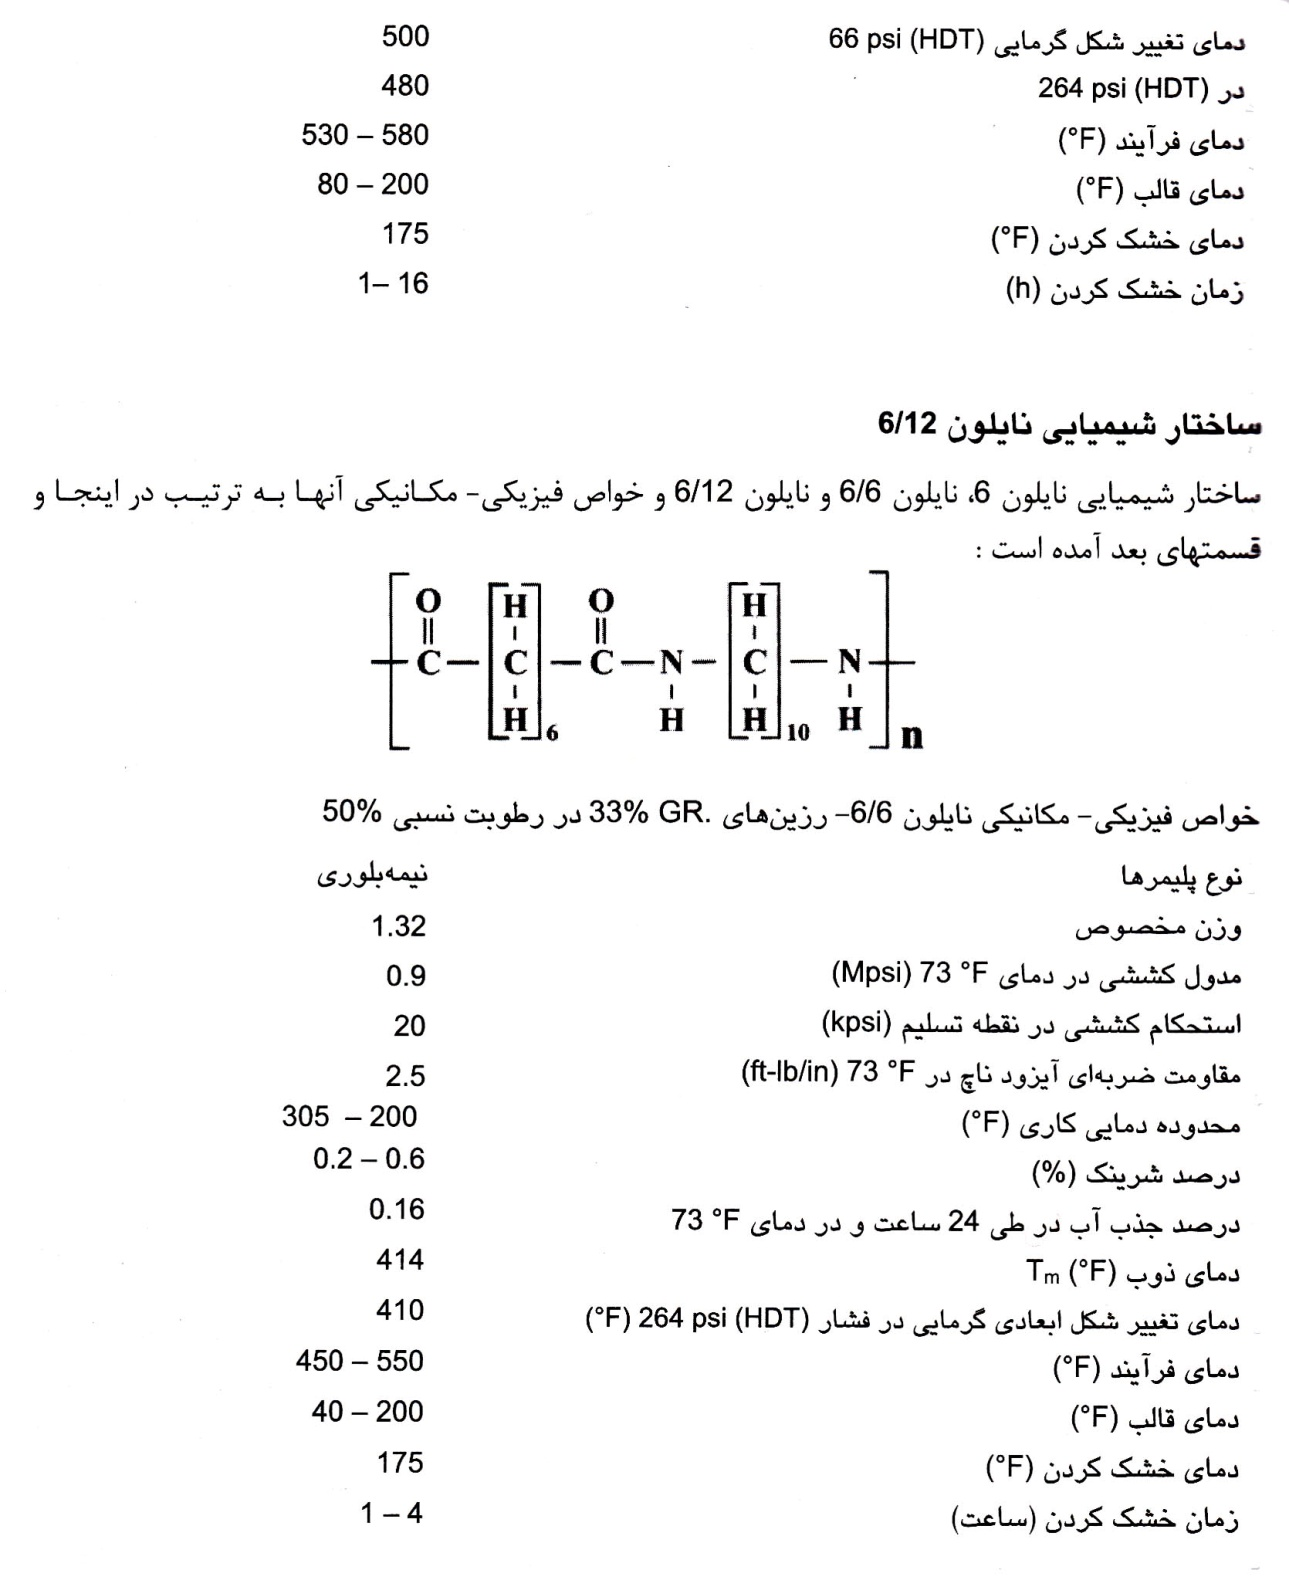 دمای تغییر شکل گرمایی 66 psi (HDT) 500
در 264 psi (HDT) 480
دمای فرآیند (°F) 530 – 580
دمای قالب (°F) 80 – 200
دمای خشک کردن (°F) 175
زمان خشک کردن (h) 1– 16
ساختار شیمیایی نایلون 6/12
ساختار شیمیایی نایلون 6، نایلون 6/6 و نایلون 6/12 و خواص فیزیکی- مکانیکی آنها به ترتیب در اینجا و
قسمتهای بعد آمده است :
O H O H
C C C N C N
H 6 H H 10 H n
خواص فیزیکی- مکانیکی نایلون 6/6- رزین‌های .33% GR در رطوبت نسبی 50%
نوع پلیمرها نیمه‌بلوری
وزن مخصوص 1.32
مدول کششی در دمای 73 °F (Mpsi) 0.9
استحکام کششی در نقطه تسلیم (kpsi) 20
مقاومت ضربه‌ای آیزود ناچ در 73 °F (ft-lb/in) 2.5
محدوده دمایی کاری (°F) 305 – 200
درصد شرینک (%) 0.2 – 0.6
درصد جذب آب در طی 24 ساعت و در دمای 73 °F 0.16
دمای ذوب Tm (°F) 414
دمای تغییر شکل ابعادی گرمایی در فشار 264 psi (HDT) (°F) 410
دمای فرآیند (°F) 450 – 550
دمای قالب (°F) 40 – 200
دمای خشک کردن (°F) 175
زمان خشک کردن (ساعت) 1 – 4